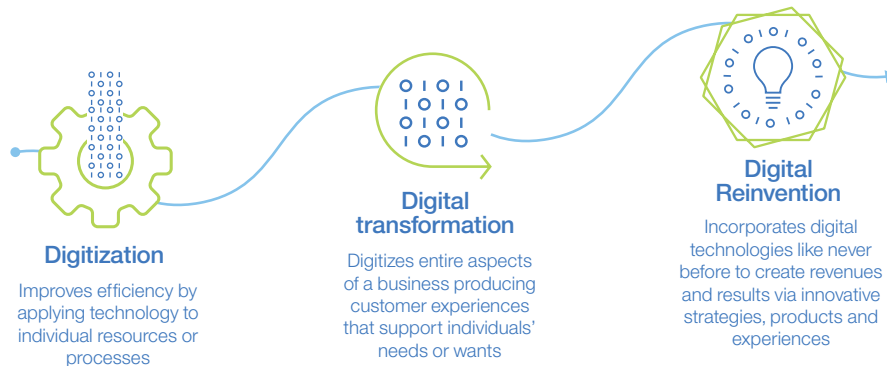 Digitization
Improves efficiency by
applying technology to
individual resources or
processes
Digital
transformation
Digitizes entire aspects
of a business producing
customer experiences
that support individuals’
needs or wants
Digital
Reinvention
Incorporates digital
technologies like never
before to create revenues
and results via innovative
strategies, products and
experiences